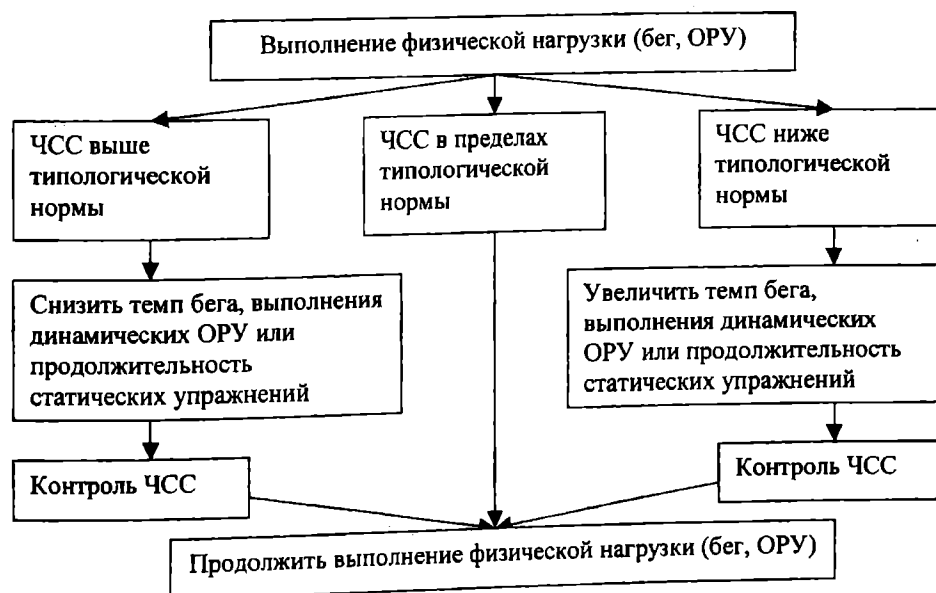 Выполнение физической нагрузки (бег, ОРУ)
ЧСС выше
типологической
нормы
ЧСС в пределах
типологической
нормы
ЧСС ниже
типологической
нормы
Снизить темп бега, выполнения
динамических ОРУ или
продолжительность
статических упражнений
Увеличить темп бега,
выполнения динамических
ОРУ или продолжительность
статических упражнений
Контроль ЧСС
Контроль ЧСС
Продолжить выполнение физической нагрузки (бег, ОРУ)